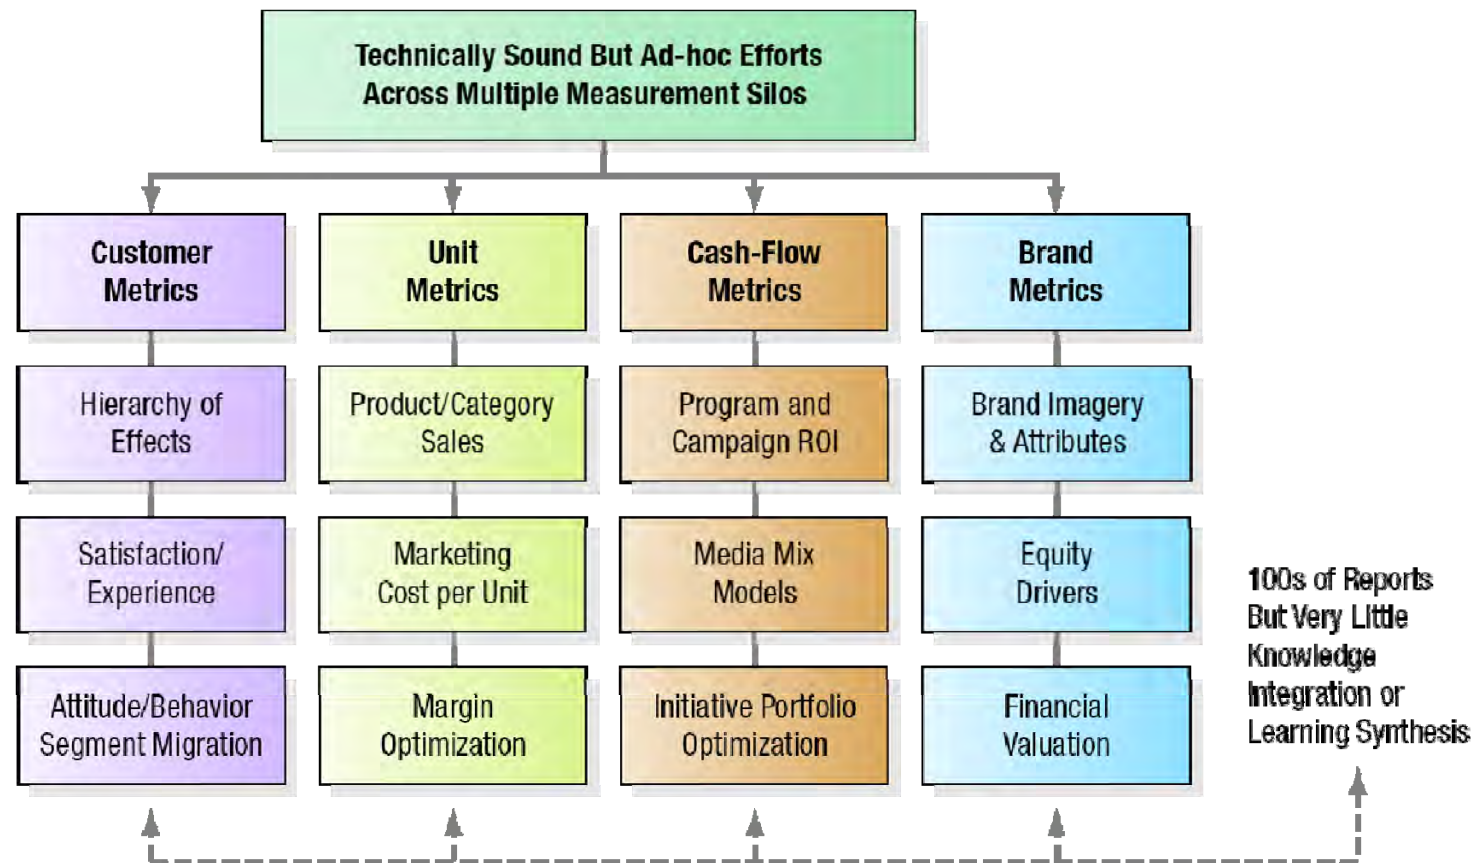 Technically Sound But Ad-hoc Efforts
Across Multiple Measurement Silos
Customer
Metrics
Hierarchy of
Effects
Satisfaction/
Experience
Attitude/Behavior
Segment Migration
Unit
Metrics
Product/Category
Sales
Marketing
Cost per Unit
Margin
Optimization
Cash-Flow
Metrics
Program and
Campaign ROI
Media Mix
Models
Initiative Portfolio
Optimization
Brand
Metrics
Brand Imagery
& Attributes
Equity
Drivers
Financial
Valuation
100s of Reports
But Very Little
Knowledge
Integration or
Learning Synthesis